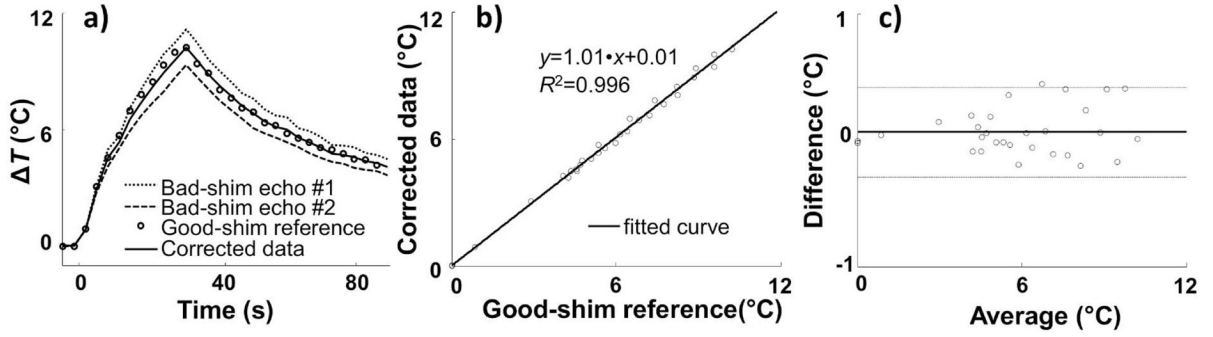 a)
12
6
0
ΔT (°C)
Bad-shim echo #1
Bad-shim echo #2
Good-shim reference
Corrected data
0
40
80
Time (s)
b)
12
6
0
Corrected data (°C)
y=1.01•x+0.01
R²=0.996
fitted curve
0
6
12
Good-shim reference(°C)
c)
1
0
-1
Difference (°C)
0
6
12
Average (°C)